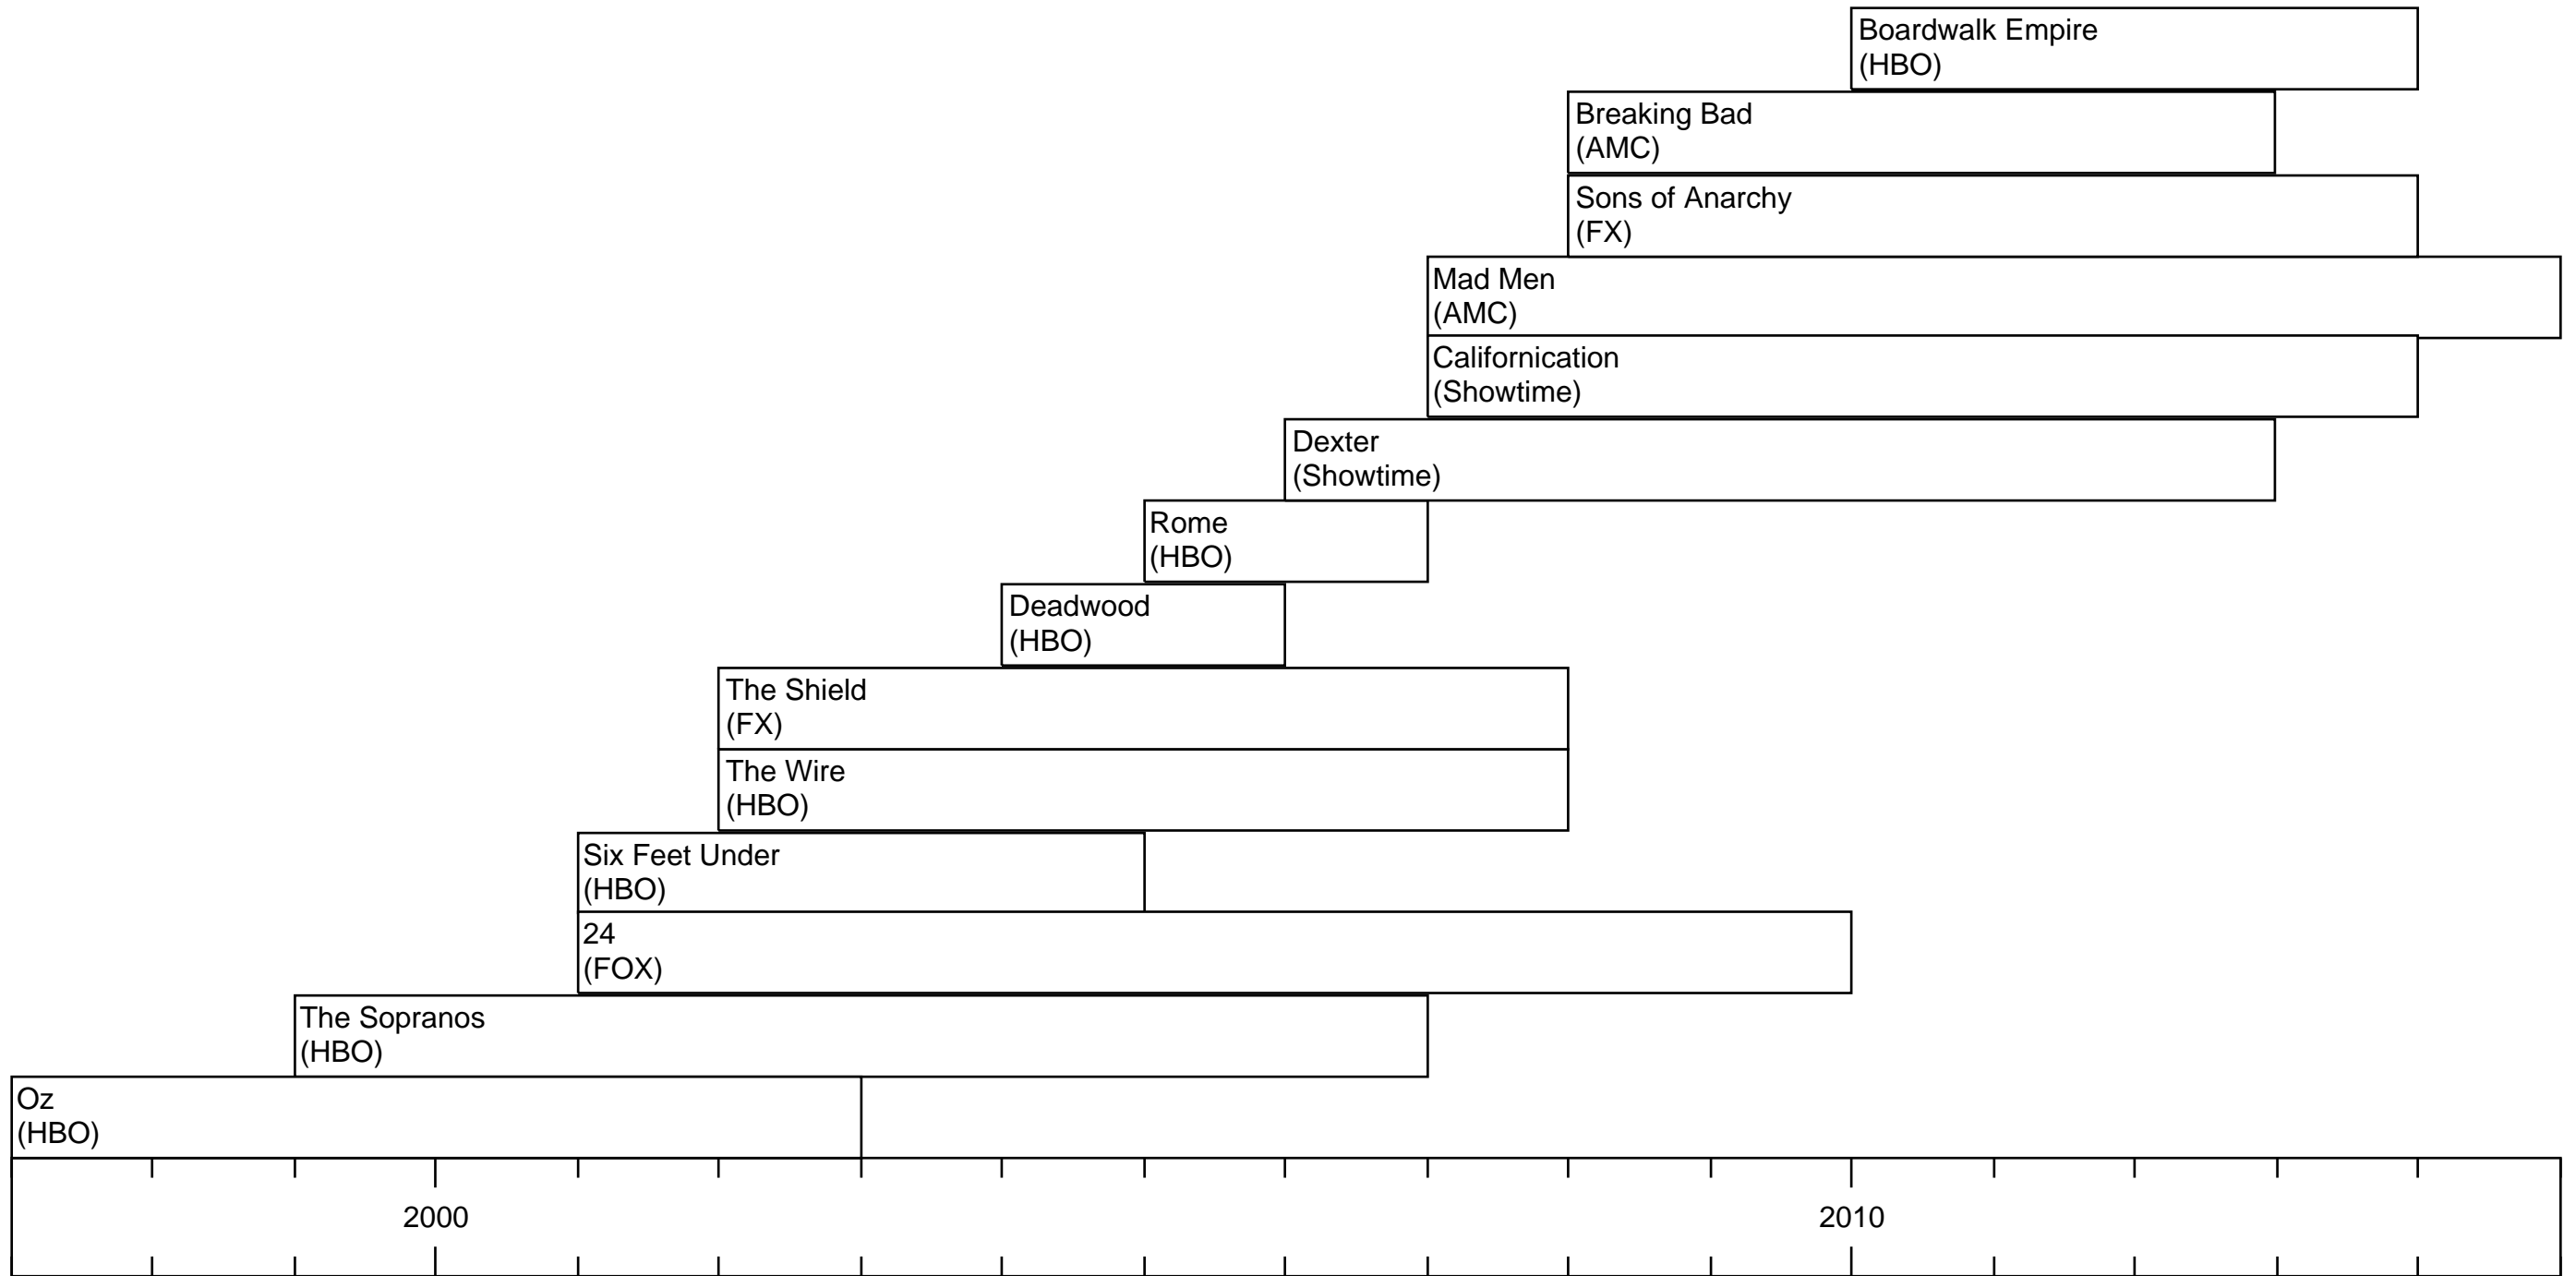 Boardwalk Empire
(HBO)
Breaking Bad
(AMC)
Sons of Anarchy
(FX)
Mad Men
(AMC)
Californication
(Showtime)
Dexter
(Showtime)
Rome
(HBO)
Deadwood
(HBO)
The Shield
(FX)
The Wire
(HBO)
Six Feet Under
(HBO)
24
(FOX)
The Sopranos
(HBO)
Oz
(HBO)
2000
2010